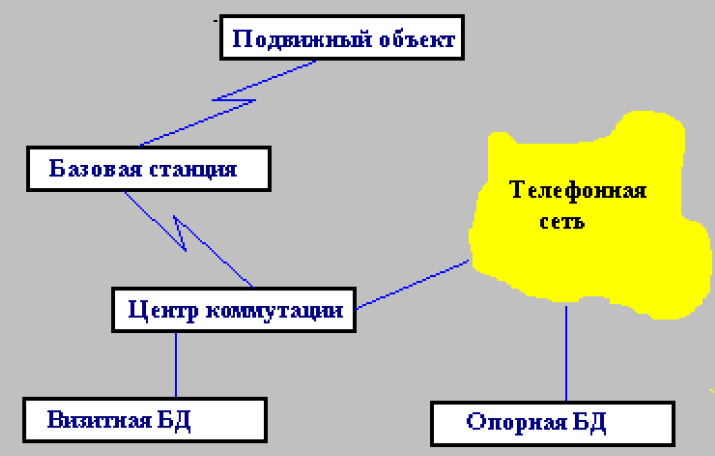 Подвижный объект
Базовая станция
Телефонная
сеть
Центр коммутации
Визитная БД
Опорная БД